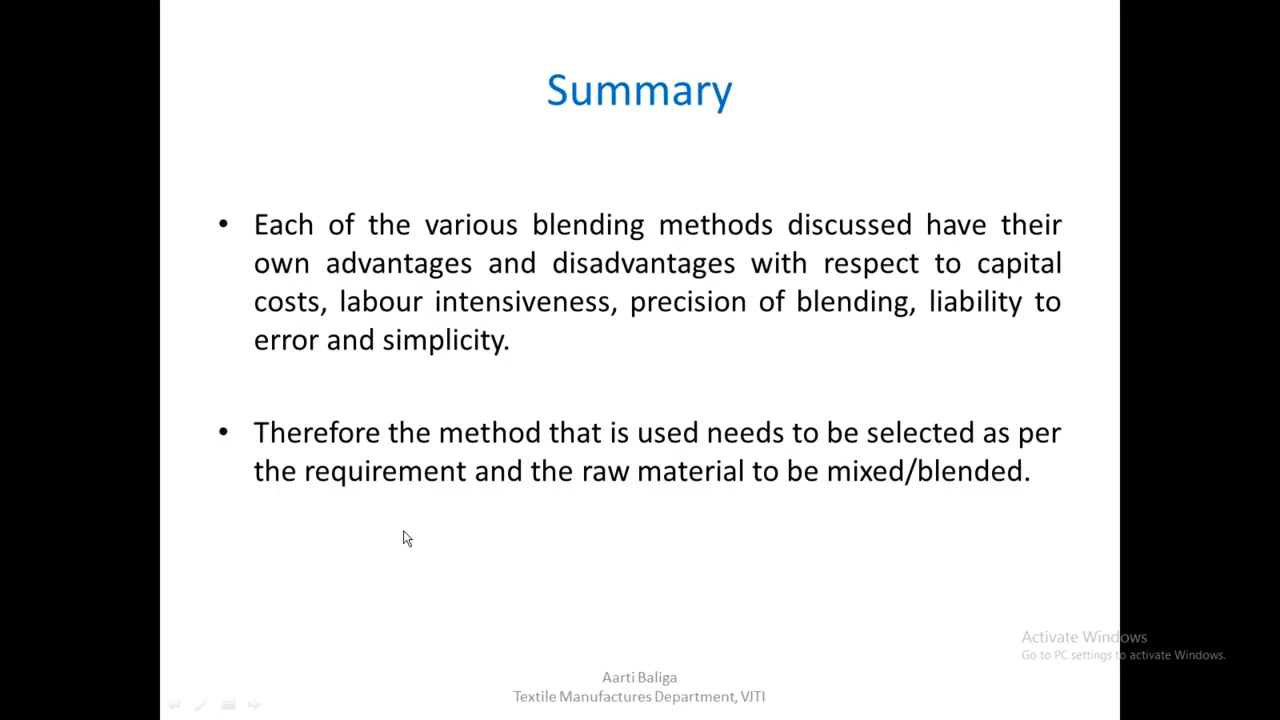 Summary
• Each of the various blending methods discussed have their
own advantages and disadvantages with respect to capital
costs, labour intensiveness, precision of blending, liability to
error and simplicity.
• Therefore the method that is used needs to be selected as per
the requirement and the raw material to be mixed/blended.
Activate Windows
Go to PC settings to activate Windows.
Aarti Baliga
Textile Manufactures Department, VJTI